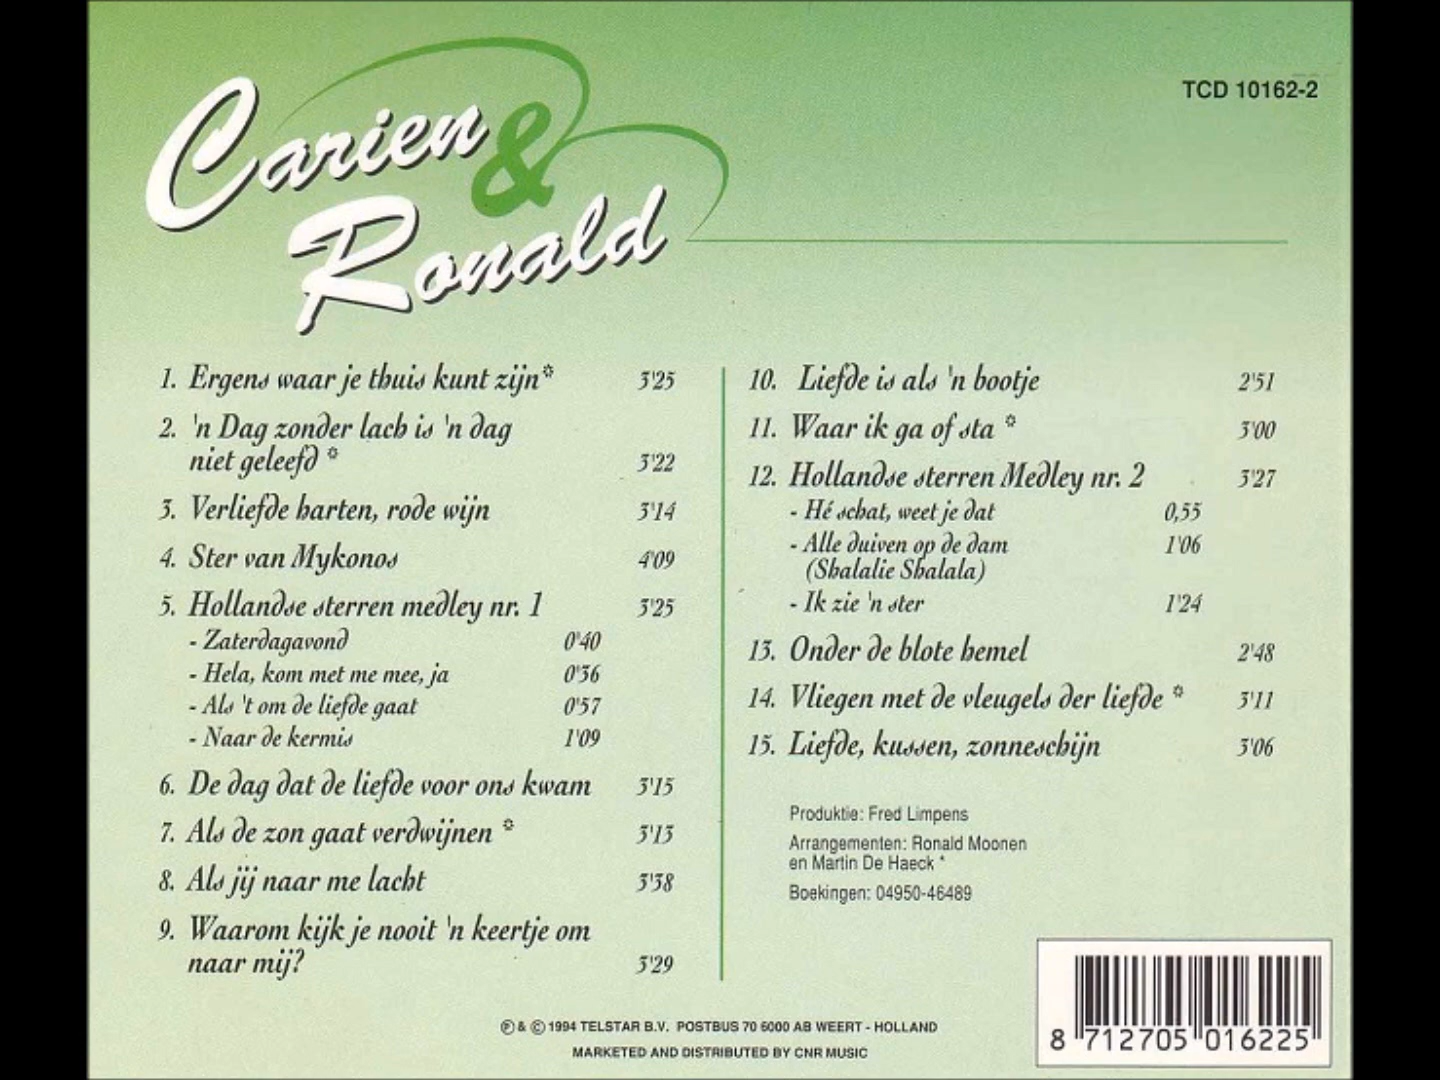 TCD 10162-2
Carien &
Ronald
1. Ergens waar je thuis kunt zijn* 3'25
2. 'n Dag zonder lach is 'n dag
niet geleefd * 3'22
3. Verliefde harten, rode wijn 3'14
4. Ster van Mykonos 4'09
5. Hollandse sterren medley nr. 1 3'25
- Zaterdagavond 0'40
- Hela, kom met me mee, ja 0'36
- Als 't om de liefde gaat 0'57
- Naar de kermis 1'09
6. De dag dat de liefde voor ons kwam 3'15
7. Als de zon gaat verdwijnen * 3'13
8. Als jij naar me lacht 3'38
9. Waarom kijk je nooit 'n keertje om
naar mij? 3'29
10. Liefde is als 'n bootje 2'51
11. Waar ik ga of sta * 3'00
12. Hollandse sterren Medley nr. 2 3'27
- Hé schat, weet je dat 0,55
- Alle duiven op de dam 1'06
(Shalalie Shalala)
- Ik zie 'n ster 1'24
13. Onder de blote hemel 2'48
14. Vliegen met de vleugels der liefde * 3'11
15. Liefde, kussen, zonneschijn 3'06
Produktie: Fred Limpens
Arrangementen: Ronald Moonen
en Martin De Haeck *
Boekingen: 04950-46489
℗ & © 1994 TELSTAR B.V. POSTBUS 70 6000 AB WEERT - HOLLAND
MARKETED AND DISTRIBUTED BY CNR MUSIC
8 712705 016225